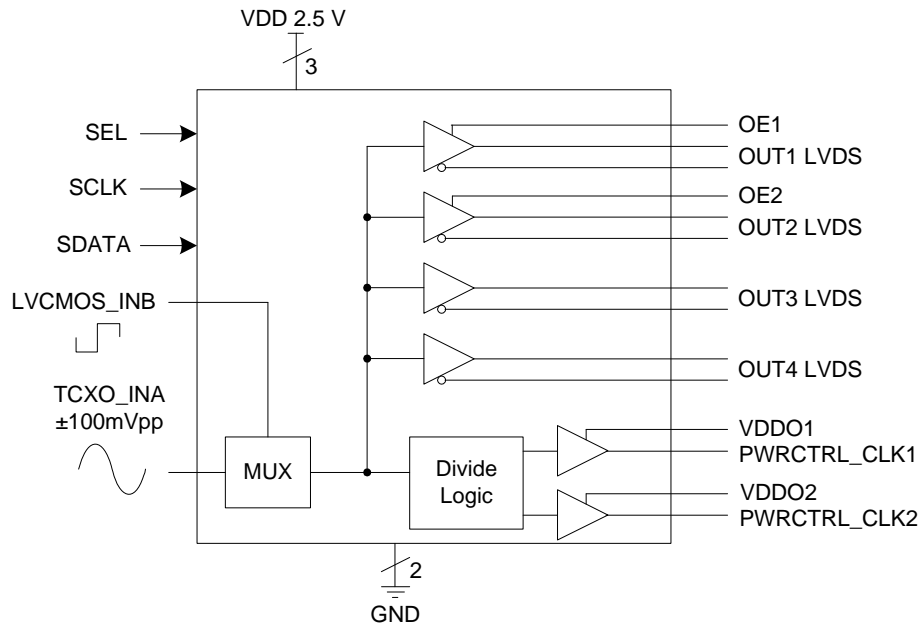 VDD 2.5 V
3
SEL
SCLK
SDATA
LVCMOS_INB
TCXO_INA
±100mVpp
MUX
Divide
Logic
OE1
OUT1 LVDS
OE2
OUT2 LVDS
OUT3 LVDS
OUT4 LVDS
VDDO1
PWRCTRL_CLK1
VDDO2
PWRCTRL_CLK2
2
GND